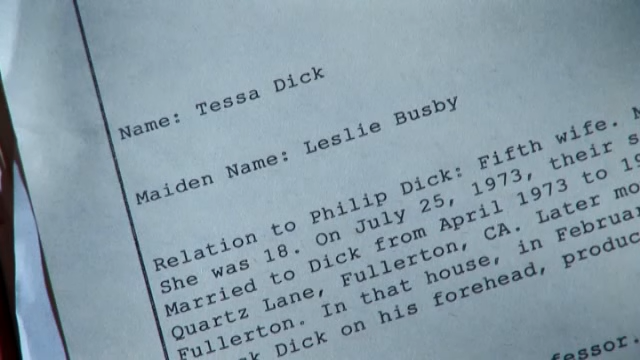 Name: Tessa Dick
Maiden Name: Leslie Busby
Relation to Philip Dick: Fifth wife.
She was 18. On July 25, 1973, their
Married to Dick from April 1973 to
Quartz Lane, Fullerton, CA. Later
Fullerton. In that house, in
Dick on his forehead,